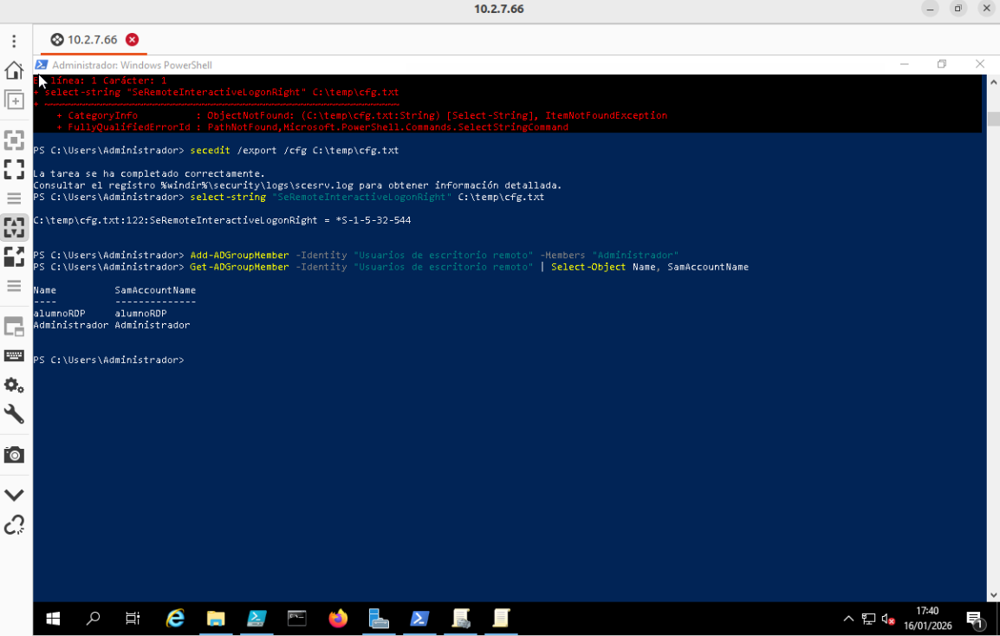 10.2.7.66
10.2.7.66
Administrador: Windows PowerShell
línea: 1 Carácter: 1
+ select-string "SeRemoteInteractiveLogonRight" C:\temp\cfg.txt
+ ~~~~~~~~~~~~~~~~~~~~~~~~~~~~~~~~~~~~~~~~~~~~~~~~~~~~~~~~~~~~~
+ CategoryInfo : ObjectNotFound: (C:\temp\cfg.txt:String) [Select-String], ItemNotFoundException
+ FullyQualifiedErrorId : PathNotFound,Microsoft.PowerShell.Commands.SelectStringCommand
PS C:\Users\Administrador> secedit /export /cfg C:\temp\cfg.txt
La tarea se ha completado correctamente.
Consultar el registro %windir%\security\logs\scesrv.log para obtener información detallada.
PS C:\Users\Administrador> select-string "SeRemoteInteractiveLogonRight" C:\temp\cfg.txt
C:\temp\cfg.txt:122:SeRemoteInteractiveLogonRight = *S-1-5-32-544
PS C:\Users\Administrador> Add-ADGroupMember -Identity "Usuarios de escritorio remoto" -Members "Administrador"
PS C:\Users\Administrador> Get-ADGroupMember -Identity "Usuarios de escritorio remoto" | Select-Object Name, SamAccountName
Name SamAccountName
---- --------------
alumnoRDP alumnoRDP
Administrador Administrador
PS C:\Users\Administrador>
17:40
16/01/2026
1